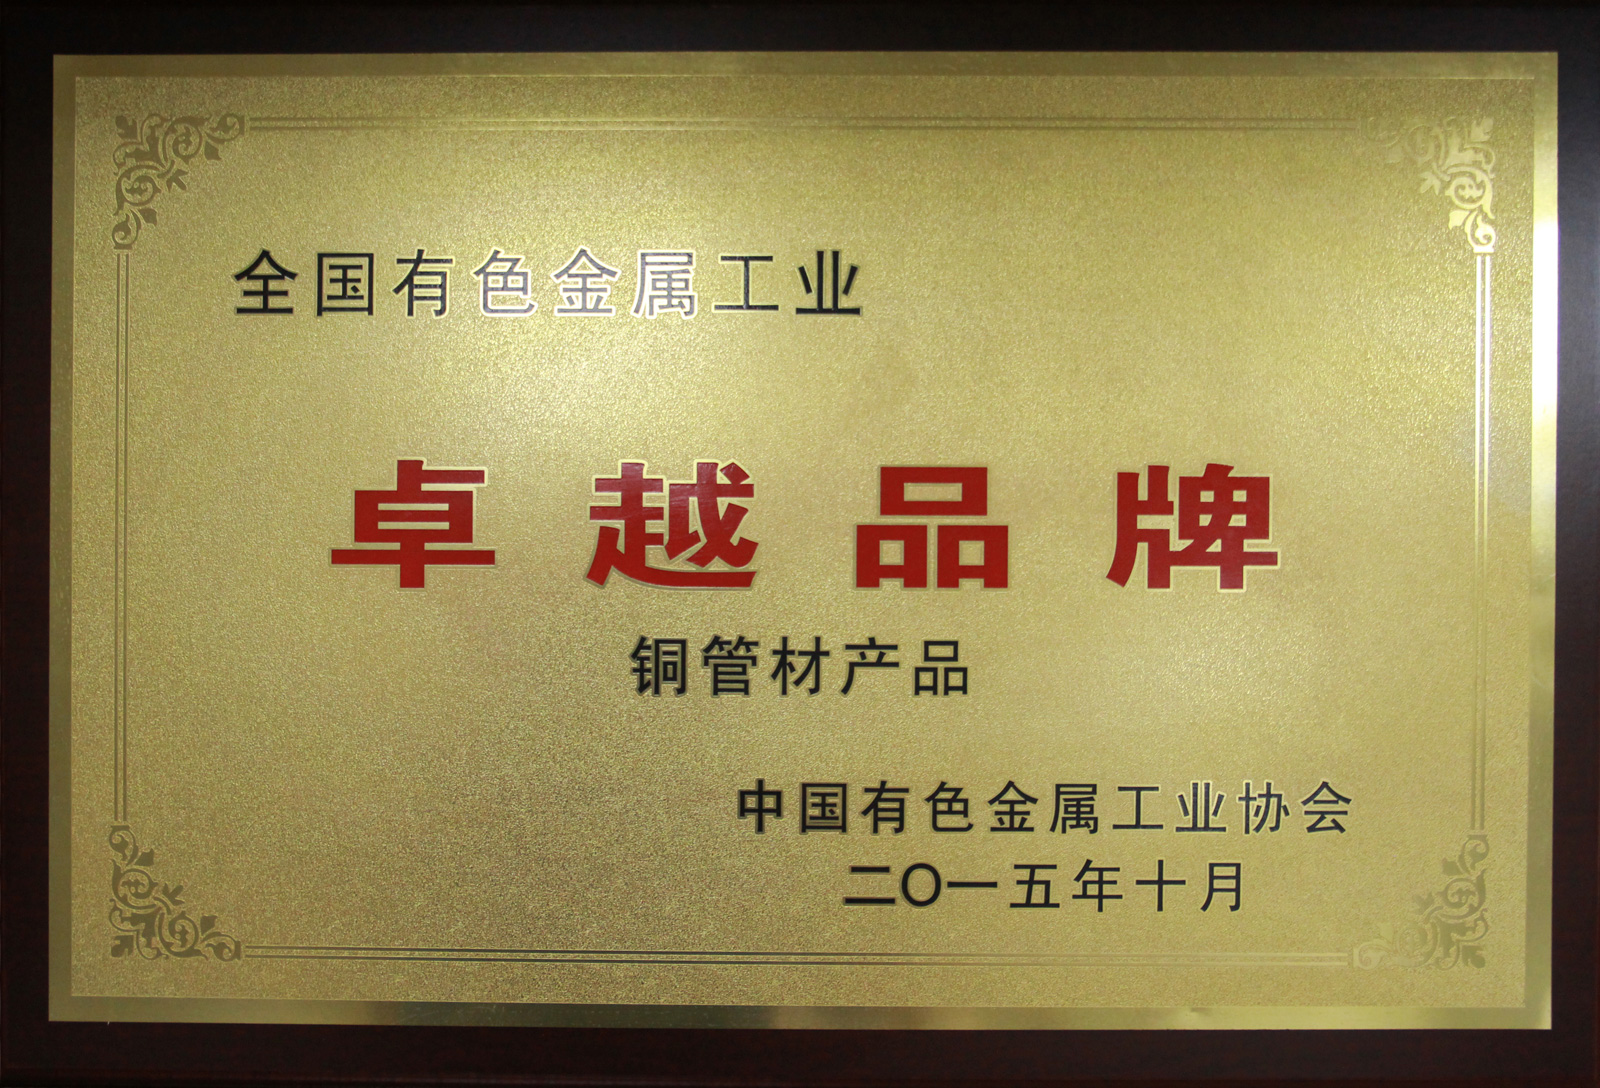 全国有色金属工业
卓越品牌
铜管材产品
中国有色金属工业协会
二〇一五年十月